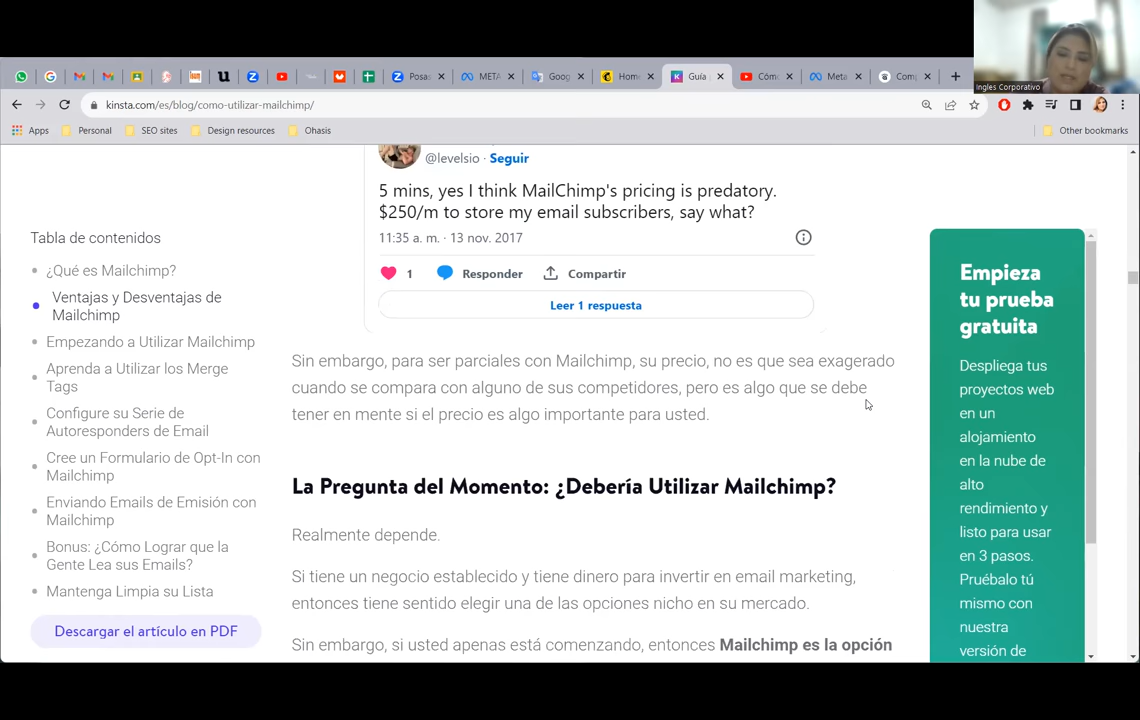 Ingles Corporativo
Posa
META
Goog
Home
Guía
Cóm
Meta
Com
kinsta.com/es/blog/como-utilizar-mailchimp/
Apps
Personal
SEO sites
Design resources
Ohasis
Other bookmarks
@levelsio · Seguir
5 mins, yes I think MailChimp's pricing is predatory.
$250/m to store my email subscribers, say what?
11:35 a. m. · 13 nov. 2017
1
Responder
Compartir
Leer 1 respuesta
Tabla de contenidos
¿Qué es Mailchimp?
Ventajas y Desventajas de
Mailchimp
Empezando a Utilizar Mailchimp
Aprenda a Utilizar los Merge
Tags
Configure su Serie de
Autoresponders de Email
Cree un Formulario de Opt-In con
Mailchimp
Enviando Emails de Emisión con
Mailchimp
Bonus: ¿Cómo Lograr que la
Gente Lea sus Emails?
Mantenga Limpia su Lista
Descargar el artículo en PDF
Sin embargo, para ser parciales con Mailchimp, su precio, no es que sea exagerado
cuando se compara con alguno de sus competidores, pero es algo que se debe
tener en mente si el precio es algo importante para usted.
La Pregunta del Momento: ¿Debería Utilizar Mailchimp?
Realmente depende.
Si tiene un negocio establecido y tiene dinero para invertir en email marketing,
entonces tiene sentido elegir una de las opciones nicho en su mercado.
Sin embargo, si usted apenas está comenzando, entonces Mailchimp es la opción
Empieza
tu prueba
gratuita
Despliega tus
proyectos web
en un
alojamiento
en la nube de
alto
rendimiento y
listo para usar
en 3 pasos.
Pruébalo tú
mismo con
nuestra
versión de